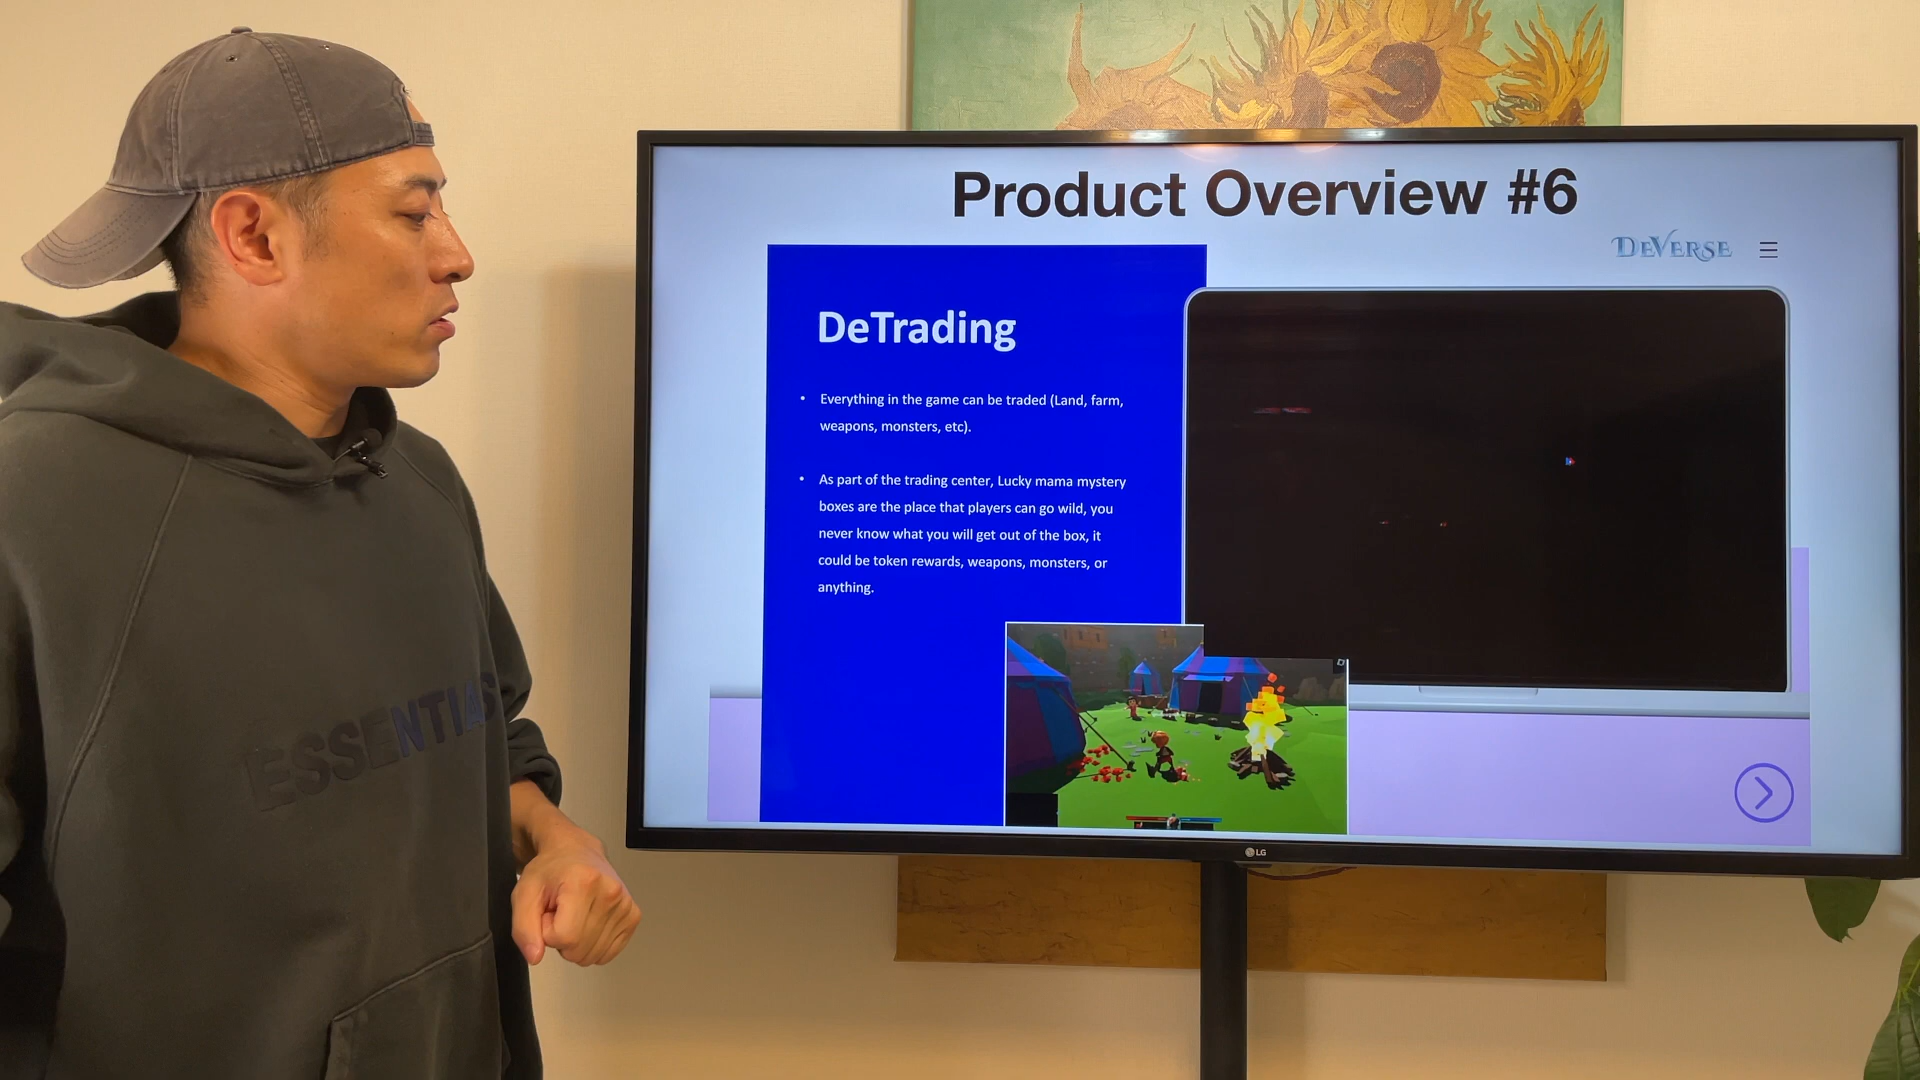 Product Overview #6
DEVERSE
DeTrading
• Everything in the game can be traded (Land, farm,
weapons, monsters, etc).
• As part of the trading center, Lucky mama mystery
boxes are the place that players can go wild, you
never know what you will get out of the box, it
could be token rewards, weapons, monsters, or
anything.
ESSENTIALS
LG